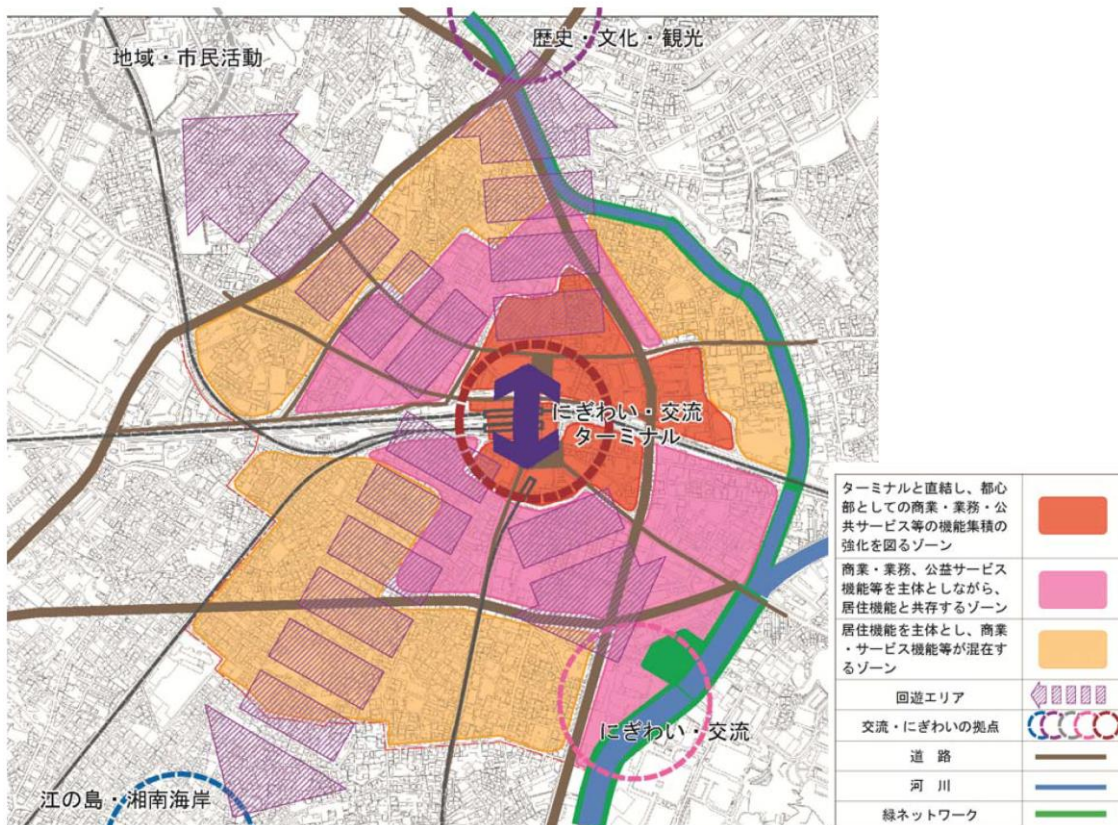 歴史・文化・観光
地域・市民活動
にぎわい・交流
ターミナル
にぎわい・交流
江の島・湘南海岸
ターミナルと直結し、都心
部としての商業・業務・公
共サービス等の機能集積の
強化を図るゾーン
商業・業務、公益サービス
機能等を主体としながら、
居住機能と共存するゾーン
居住機能を主体とし、商業
・サービス機能等が混在す
るゾーン
回遊エリア
交流・にぎわいの拠点
道　路
河　川
緑ネットワーク